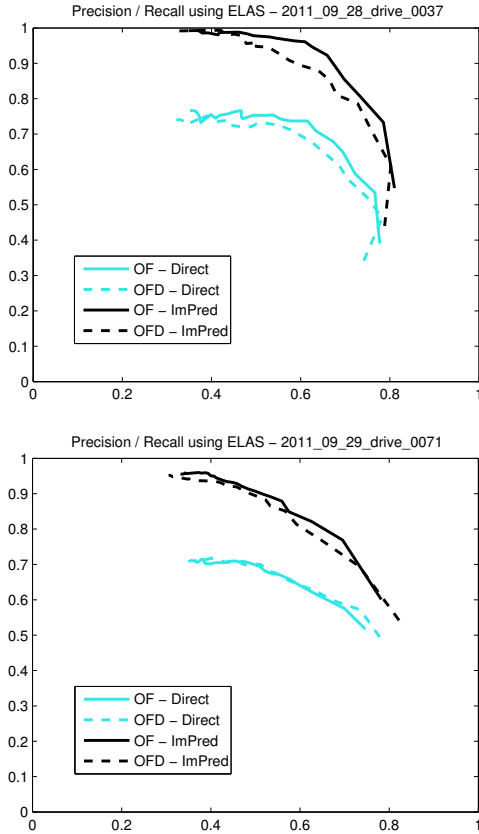 Precision / Recall using ELAS − 2011_09_28_drive_0037
1
0.9
0.8
0.7
0.6
0.5
0.4
0.3
0.2
0.1
0
OF − Direct
OFD − Direct
OF − ImPred
OFD − ImPred
0 0.2 0.4 0.6 0.8 1
Precision / Recall using ELAS − 2011_09_29_drive_0071
1
0.9
0.8
0.7
0.6
0.5
0.4
0.3
0.2
0.1
0
OF − Direct
OFD − Direct
OF − ImPred
OFD − ImPred
0 0.2 0.4 0.6 0.8 1